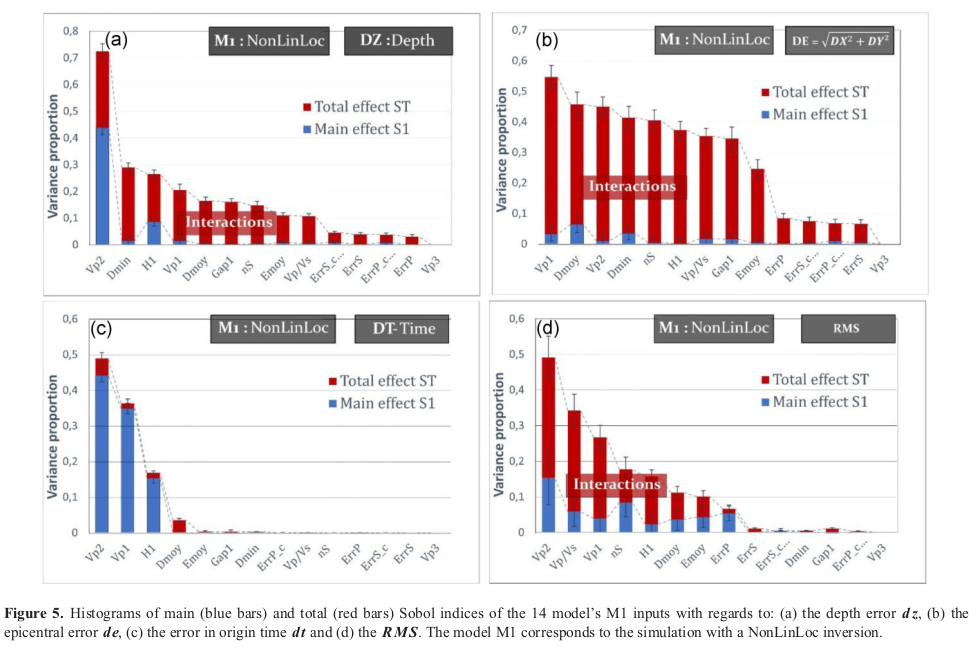 (a)
M1 : NonLinLoc
DZ :Depth
0,8
0,7
0,6
0,5
0,4
0,3
0,2
0,1
0
Variance proportion
Total effect ST
Main effect S1
Interactions
Vp2
Dmin
H1
Vp1
Dmoy
Gap1
nS
Emoy
Vp/Vs
ErrS_c...
ErrS
ErrP_c...
ErrP
Vp3
(b)
M1 : NonLinLoc
DE = √DX² + DY²
0,7
0,6
0,5
0,4
0,3
0,2
0,1
0
Variance proportion
Total effect ST
Main effect S1
Interactions
Vp1
Dmoy
Vp2
Dmin
nS
H1
Vp/Vs
Gap1
Emoy
ErrP
ErrS_c...
ErrP_c...
ErrS
Vp3
(c)
M1 : NonLinLoc
DT-Time
0,6
0,5
0,4
0,3
0,2
0,1
0
Variance proportion
Total effect ST
Main effect S1
Vp2
Vp1
H1
Dmoy
Emoy
Gap1
Dmin
ErrP_c
Vp/Vs
nS
ErrP
ErrS_c
ErrS
Vp3
(d)
M1 : NonLinLoc
RMS
0,6
0,5
0,4
0,3
0,2
0,1
0
Variance proportion
Total effect ST
Main effect S1
Interactions
Vp2
Vp/Vs
Vp1
nS
H1
Dmoy
Emoy
ErrP
ErrS
ErrS_c...
Dmin
Gap1
ErrP_c...
Vp3
Figure 5. Histograms of main (blue bars) and total (red bars) Sobol indices of the 14 model's M1 inputs with regards to: (a) the depth error dz, (b) the
epicentral error de, (c) the error in origin time dt and (d) the RMS. The model M1 corresponds to the simulation with a NonLinLoc inversion.